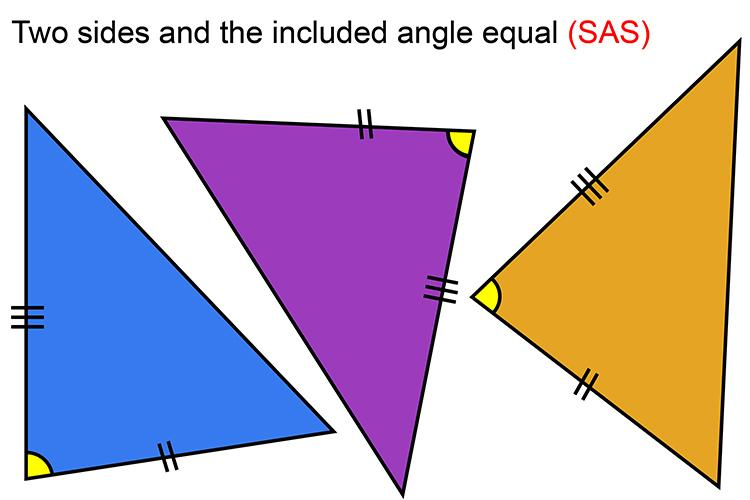 Two sides and the included angle equal (SAS)